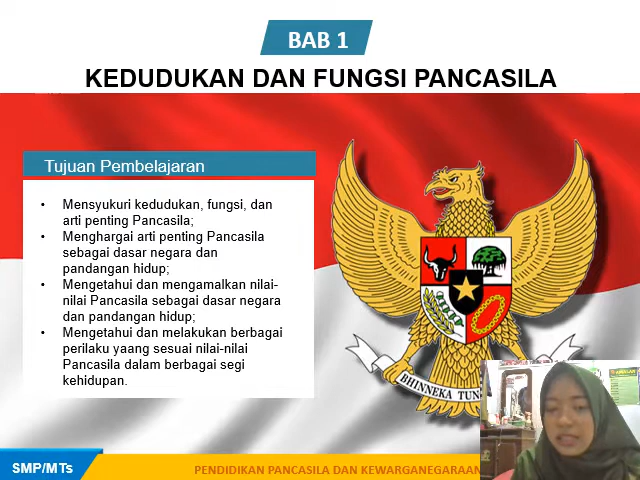 BAB 1
KEDUDUKAN DAN FUNGSI PANCASILA
Tujuan Pembelajaran
• Mensyukuri kedudukan, fungsi, dan
arti penting Pancasila;
• Menghargai arti penting Pancasila
sebagai dasar negara dan
pandangan hidup;
• Mengetahui dan mengamalkan nilai-
nilai Pancasila sebagai dasar negara
dan pandangan hidup;
• Mengetahui dan melakukan berbagai
perilaku yaang sesuai nilai-nilai
Pancasila dalam berbagai segi
kehidupan.
BHINNEKA TUN
SMP/MTs
PENDIDIKAN PANCASILA DAN KEWARGANEGARAAN